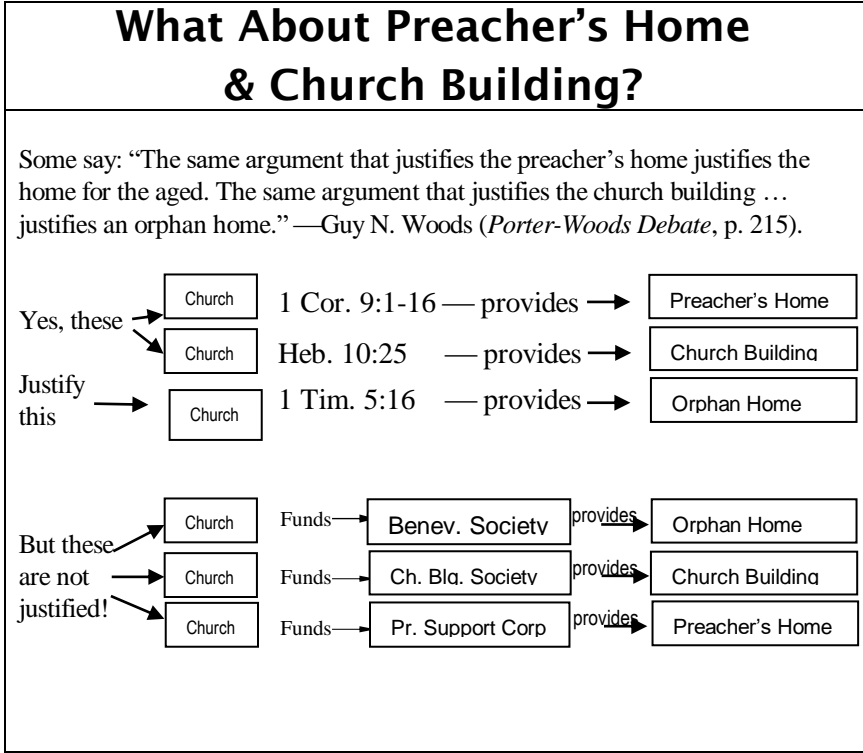 What About Preacher’s Home
& Church Building?
Some say: “The same argument that justifies the preacher’s home justifies the
home for the aged. The same argument that justifies the church building …
justifies an orphan home.” —Guy N. Woods (Porter-Woods Debate, p. 215).
Yes, these
Church 1 Cor. 9:1-16 — provides Preacher’s Home
Church Heb. 10:25 — provides Church Building
Justify
this
Church 1 Tim. 5:16 — provides Orphan Home
But these
are not
justified!
Church Funds Benev. Society provides Orphan Home
Church Funds Ch. Blg. Society provides Church Building
Church Funds Pr. Support Corp provides Preacher’s Home